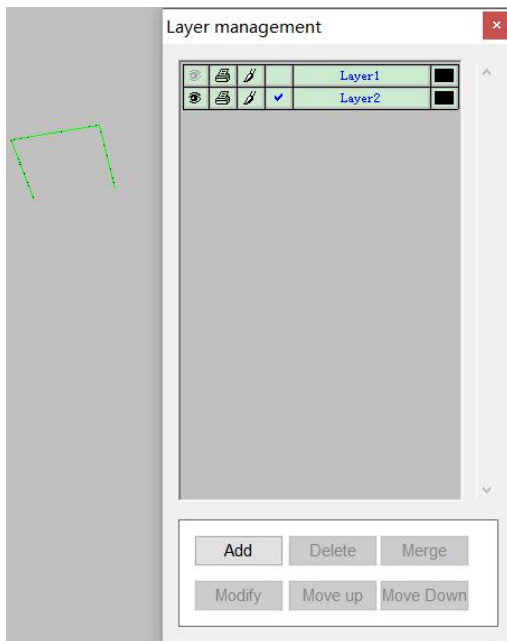 Layer management
Layer1
Layer2
Add Delete Merge
Modify Move up Move Down